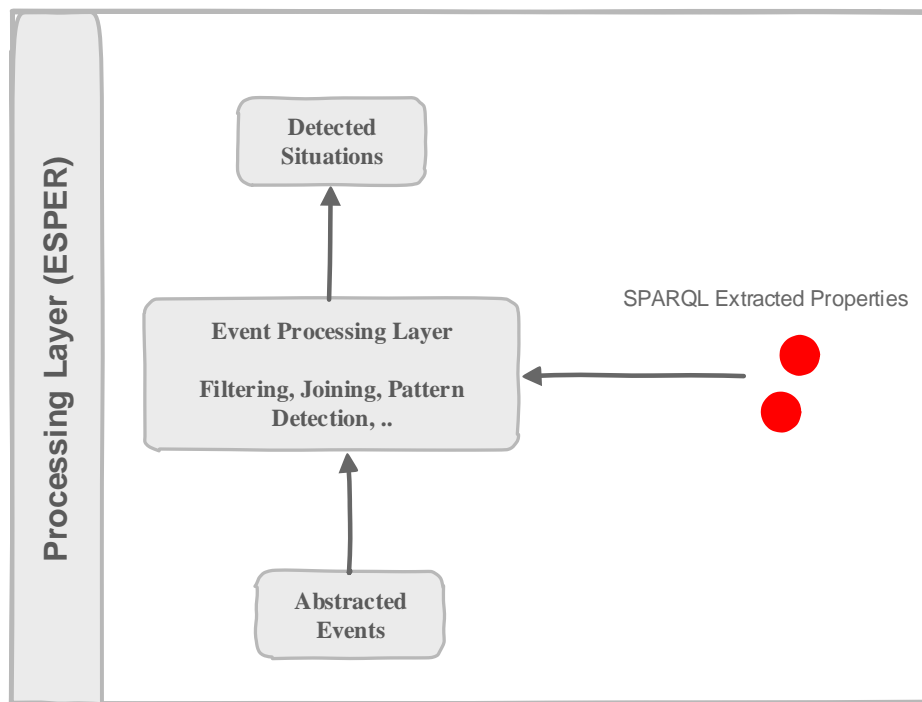 Processing Layer (ESPER)
Detected
Situations
SPARQL Extracted Properties
Event Processing Layer
Filtering, Joining, Pattern
Detection, ..
Abstracted
Events